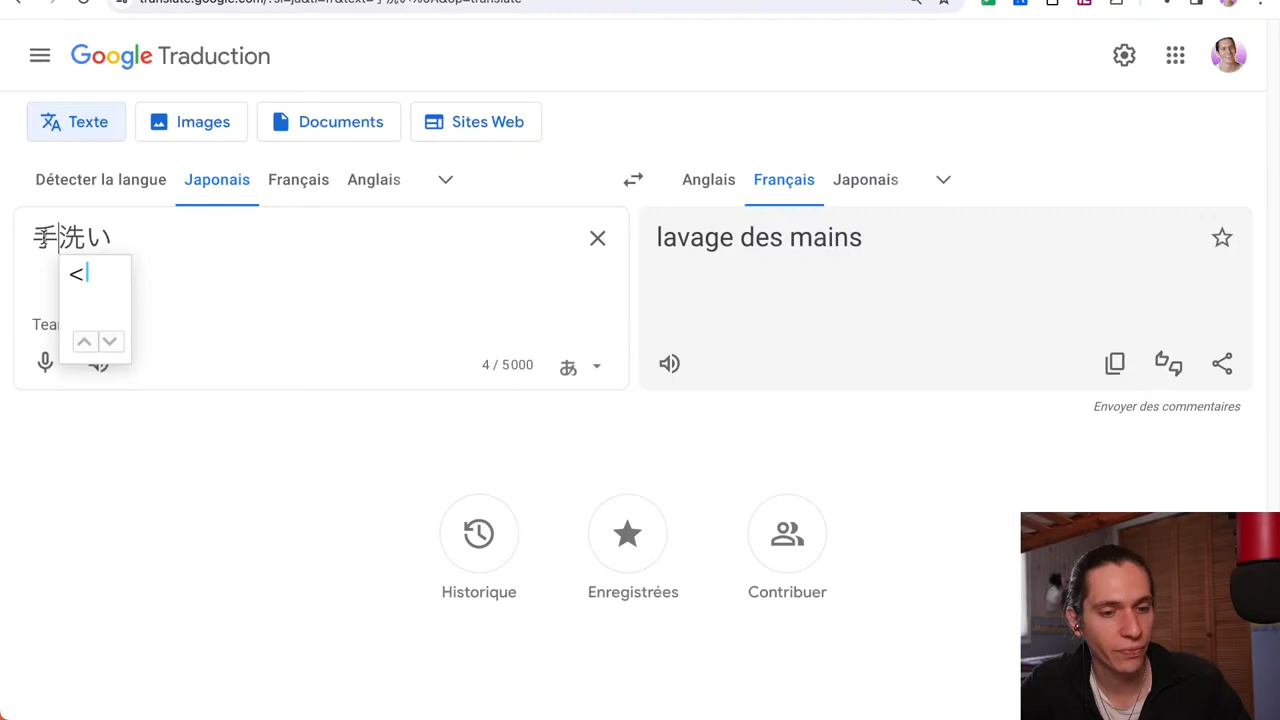 Google Traduction
Texte
Images
Documents
Sites Web
Détecter la langue
Japonais
Français
Anglais
Anglais
Français
Japonais
手洗い
<
lavage des mains
4 / 5000
あ
Envoyer des commentaires
Historique
Enregistrées
Contribuer